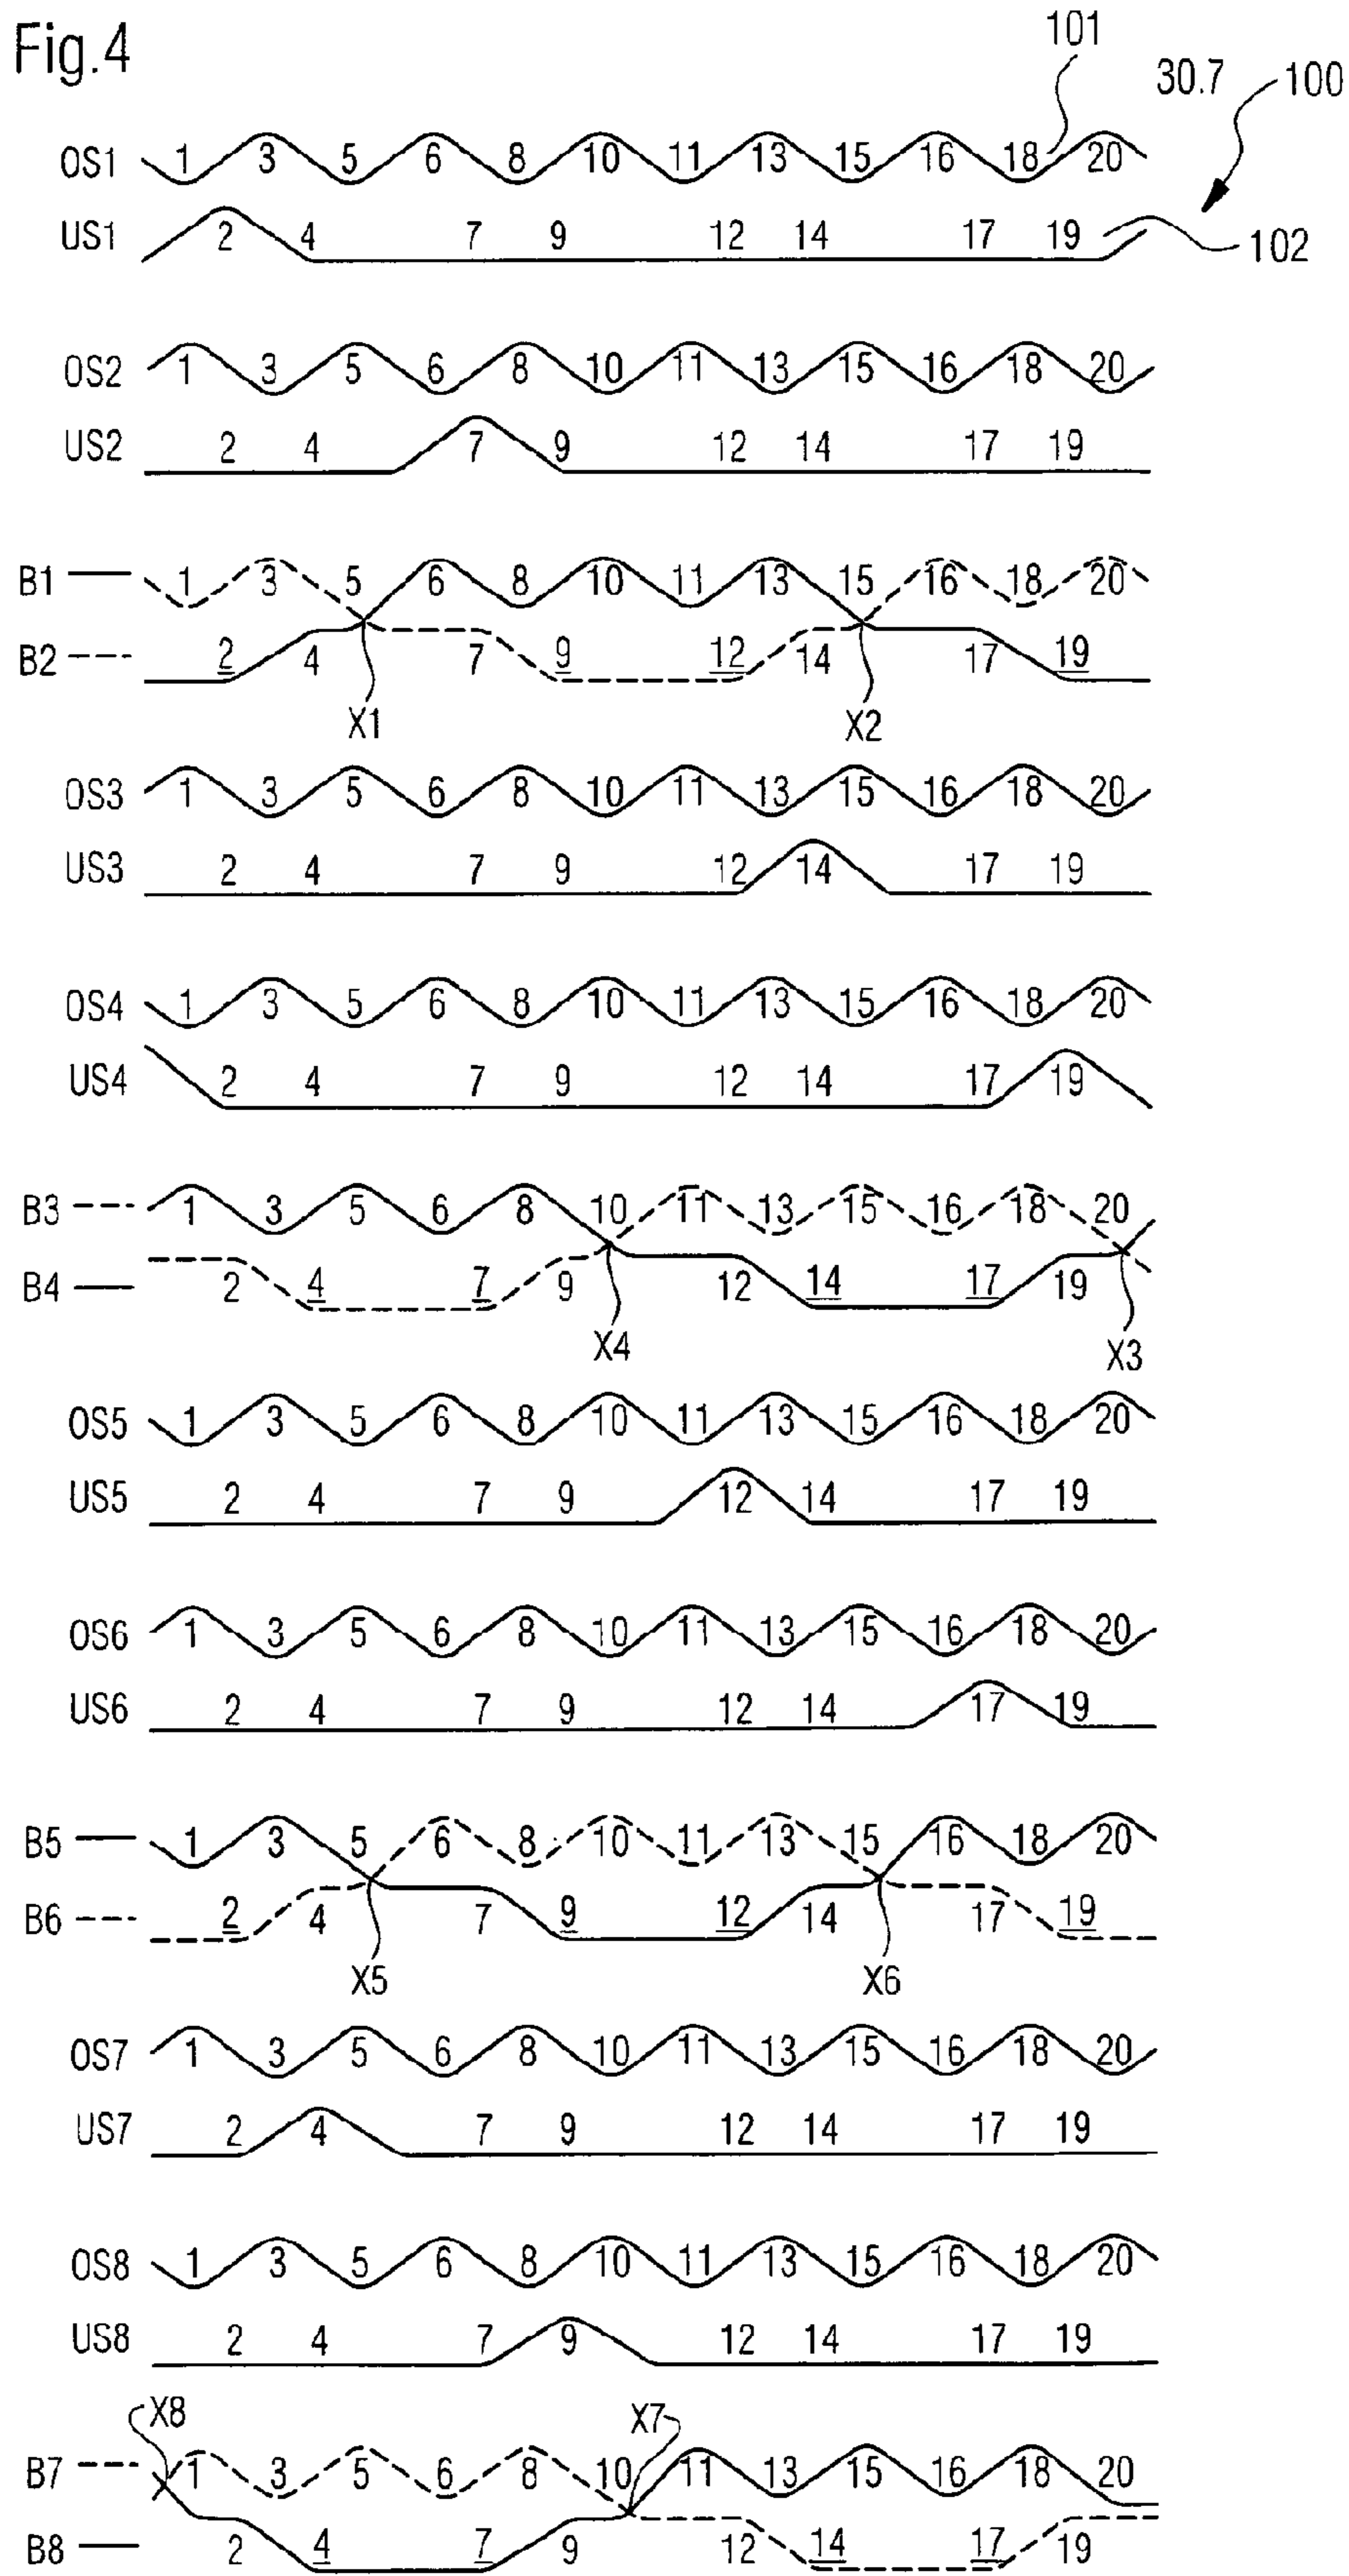 Fig.4
101
30.7 100
OS1 1 3 5 6 8 10 11 13 15 16 18 20
US1 2 4 7 9 12 14 17 19
102
OS2 1 3 5 6 8 10 11 13 15 16 18 20
US2 2 4 7 9 12 14 17 19
B1 1 3 5 6 8 10 11 13 15 16 18 20
B2 2 4 7 9 12 14 17 19
X1 X2
OS3 1 3 5 6 8 10 11 13 15 16 18 20
US3 2 4 7 9 12 14 17 19
OS4 1 3 5 6 8 10 11 13 15 16 18 20
US4 2 4 7 9 12 14 17 19
B3 1 3 5 6 8 10 11 13 15 16 18 20
B4 2 4 7 9 12 14 17 19
X4 X3
OS5 1 3 5 6 8 10 11 13 15 16 18 20
US5 2 4 7 9 12 14 17 19
OS6 1 3 5 6 8 10 11 13 15 16 18 20
US6 2 4 7 9 12 14 17 19
B5 1 3 5 6 8 10 11 13 15 16 18 20
B6 2 4 7 9 12 14 17 19
X5 X6
OS7 1 3 5 6 8 10 11 13 15 16 18 20
US7 2 4 7 9 12 14 17 19
OS8 1 3 5 6 8 10 11 13 15 16 18 20
US8 2 4 7 9 12 14 17 19
X8 X7
B7 1 3 5 6 8 10 11 13 15 16 18 20
B8 2 4 7 9 12 14 17 19